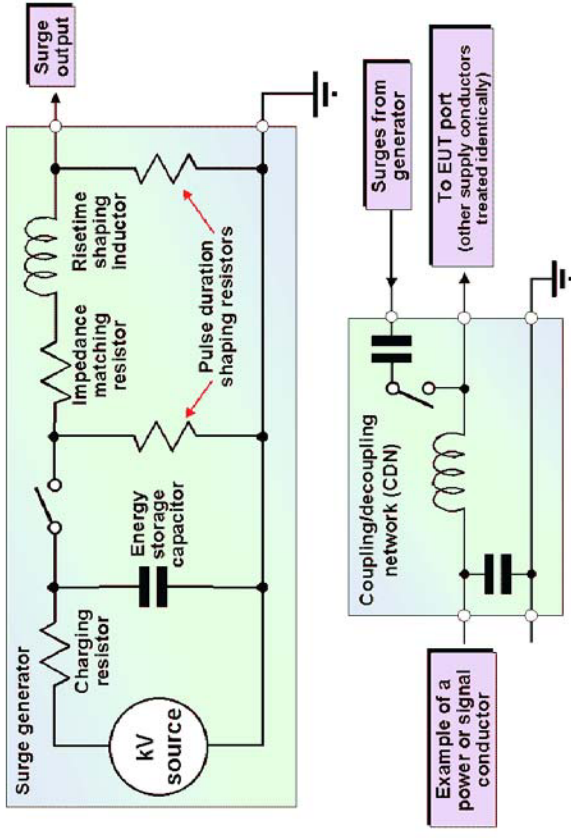 Surge generator
kV
source
Charging
resistor
Energy
storage
capacitor
Impedance
matching
resistor
Risetime
shaping
inductor
Pulse duration
shaping resistors
Surge
output
Example of a
power or signal
conductor
Coupling/decoupling
network (CDN)
Surges from
generator
To EUT port
(other supply conductors
treated identically)